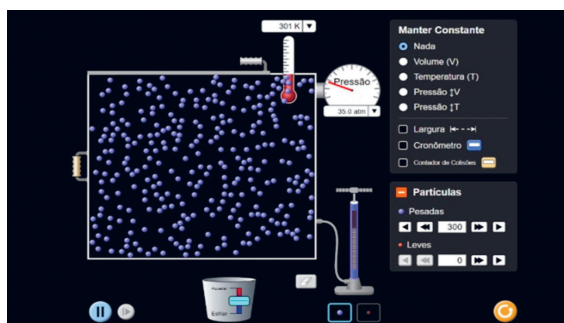 301 K
Pressão
35.0 atm
Manter Constante
Nada
Volume (V)
Temperatura (T)
Pressão ↕V
Pressão ↕T
Largura
Cronômetro
Contador de Colisões
Partículas
Pesadas
300
Leves
0
Esfriar